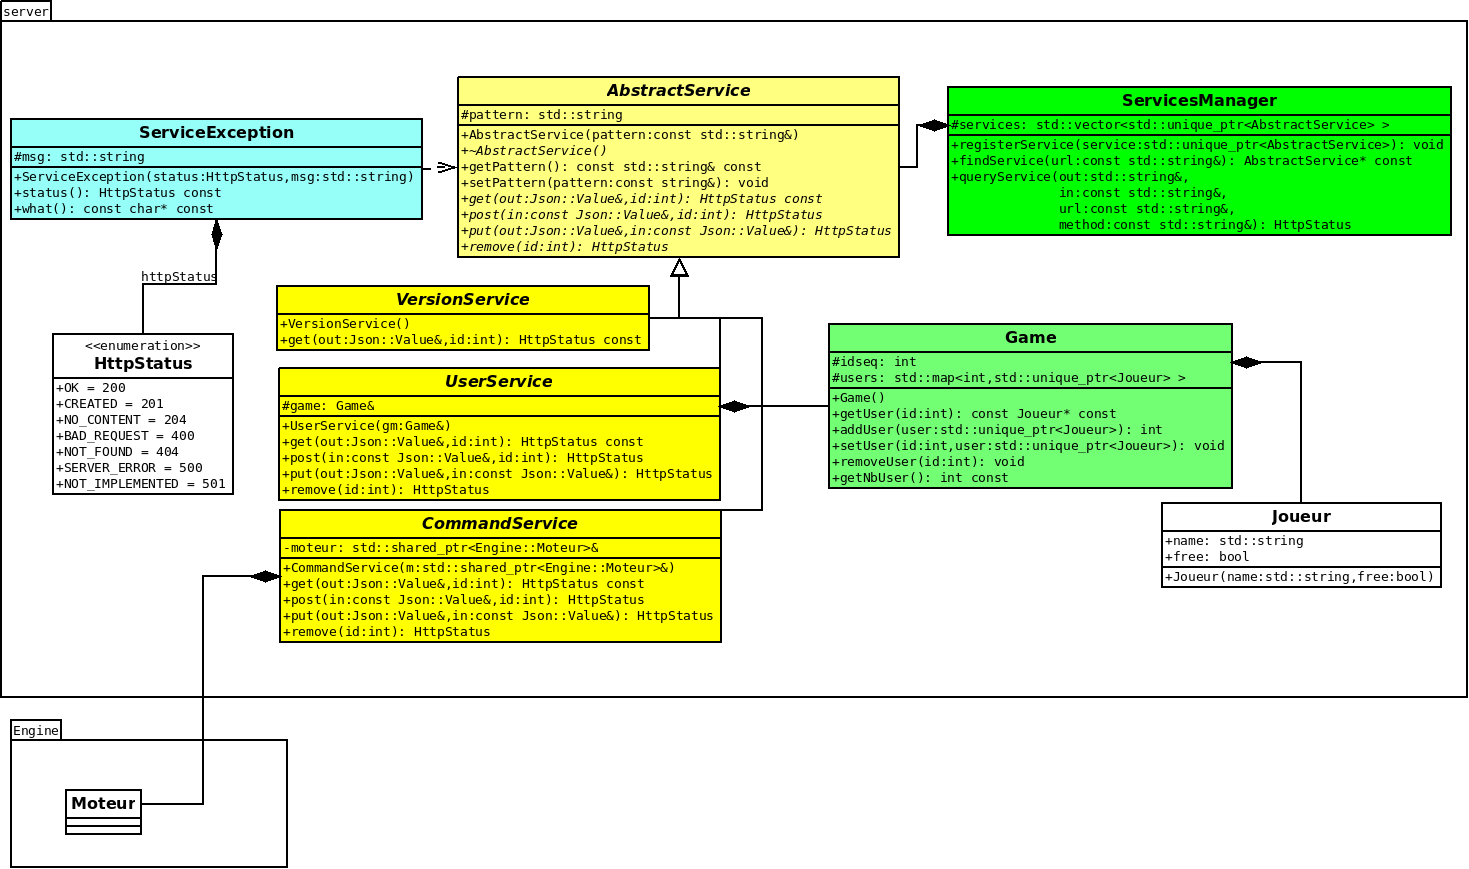 server
ServiceException
#msg: std::string
+ServiceException(status:HttpStatus,msg:std::string)
+status(): HttpStatus const
+what(): const char* const
AbstractService
#pattern: std::string
+AbstractService(pattern:const std::string&)
+~AbstractService()
+getPattern(): const std::string& const
+setPattern(pattern:const string&): void
+get(out:Json::Value&,id:int): HttpStatus const
+post(in:const Json::Value&,id:int): HttpStatus
+put(out:Json::Value&,in:const Json::Value&): HttpStatus
+remove(id:int): HttpStatus
ServicesManager
#services: std::vector<std::unique_ptr<AbstractService> >
+registerService(service:std::unique_ptr<AbstractService>): void
+findService(url:const std::string&): AbstractService* const
+queryService(out:std::string&,
in:const std::string&,
url:const std::string&,
method:const std::string&): HttpStatus
httpStatus
<<enumeration>>
HttpStatus
+OK = 200
+CREATED = 201
+NO_CONTENT = 204
+BAD_REQUEST = 400
+NOT_FOUND = 404
+SERVER_ERROR = 500
+NOT_IMPLEMENTED = 501
VersionService
+VersionService()
+get(out:Json::Value&,id:int): HttpStatus const
UserService
#game: Game&
+UserService(gm:Game&)
+get(out:Json::Value&,id:int): HttpStatus const
+post(in:const Json::Value&,id:int): HttpStatus
+put(out:Json::Value&,in:const Json::Value&): HttpStatus
+remove(id:int): HttpStatus
CommandService
-moteur: std::shared_ptr<Engine::Moteur>&
+CommandService(m:std::shared_ptr<Engine::Moteur>&)
+get(out:Json::Value&,id:int): HttpStatus const
+post(in:const Json::Value&,id:int): HttpStatus
+put(out:Json::Value&,in:const Json::Value&): HttpStatus
+remove(id:int): HttpStatus
Game
#idseq: int
#users: std::map<int,std::unique_ptr<Joueur> >
+Game()
+getUser(id:int): const Joueur* const
+addUser(user:std::unique_ptr<Joueur>): int
+setUser(id:int,user:std::unique_ptr<Joueur>): void
+removeUser(id:int): void
+getNbUser(): int const
Joueur
+name: std::string
+free: bool
+Joueur(name:std::string,free:bool)
Engine
Moteur